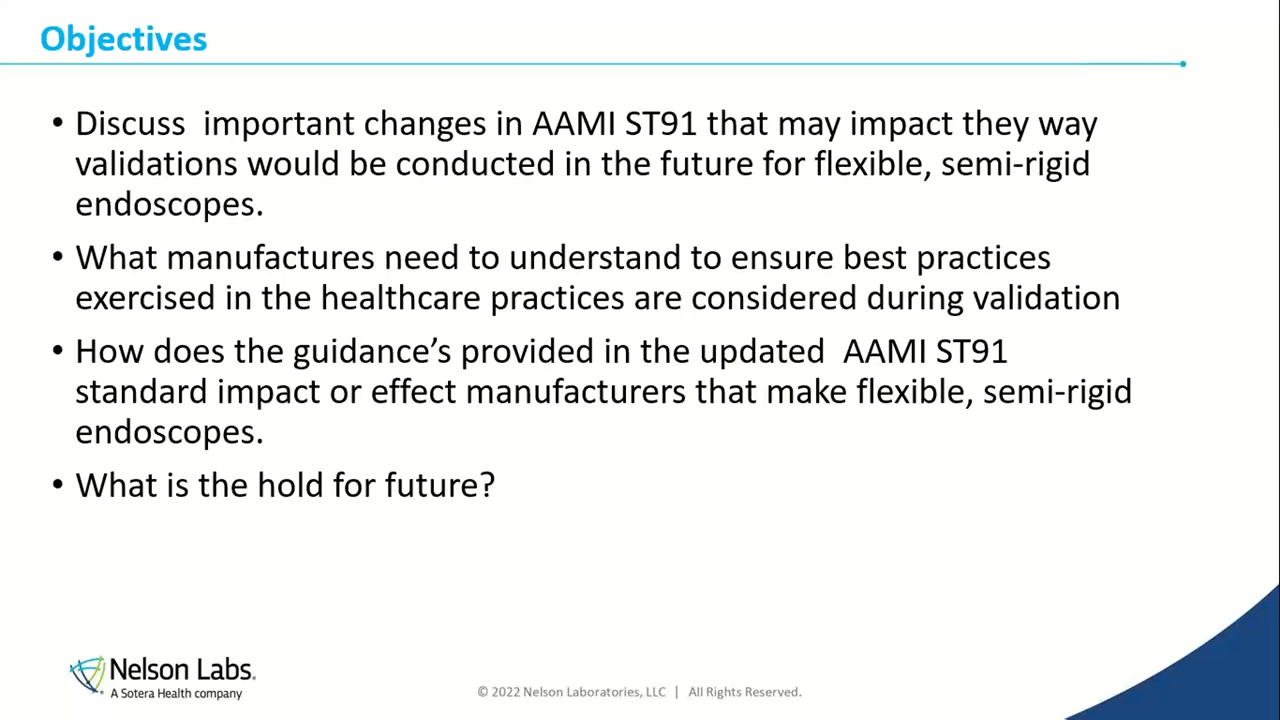 Objectives
• Discuss  important changes in AAMI ST91 that may impact they way
validations would be conducted in the future for flexible, semi-rigid
endoscopes.
• What manufactures need to understand to ensure best practices
exercised in the healthcare practices are considered during validation
• How does the guidance’s provided in the updated  AAMI ST91
standard impact or effect manufacturers that make flexible, semi-rigid
endoscopes.
• What is the hold for future?
Nelson Labs.
A Sotera Health company
© 2022 Nelson Laboratories, LLC | All Rights Reserved.